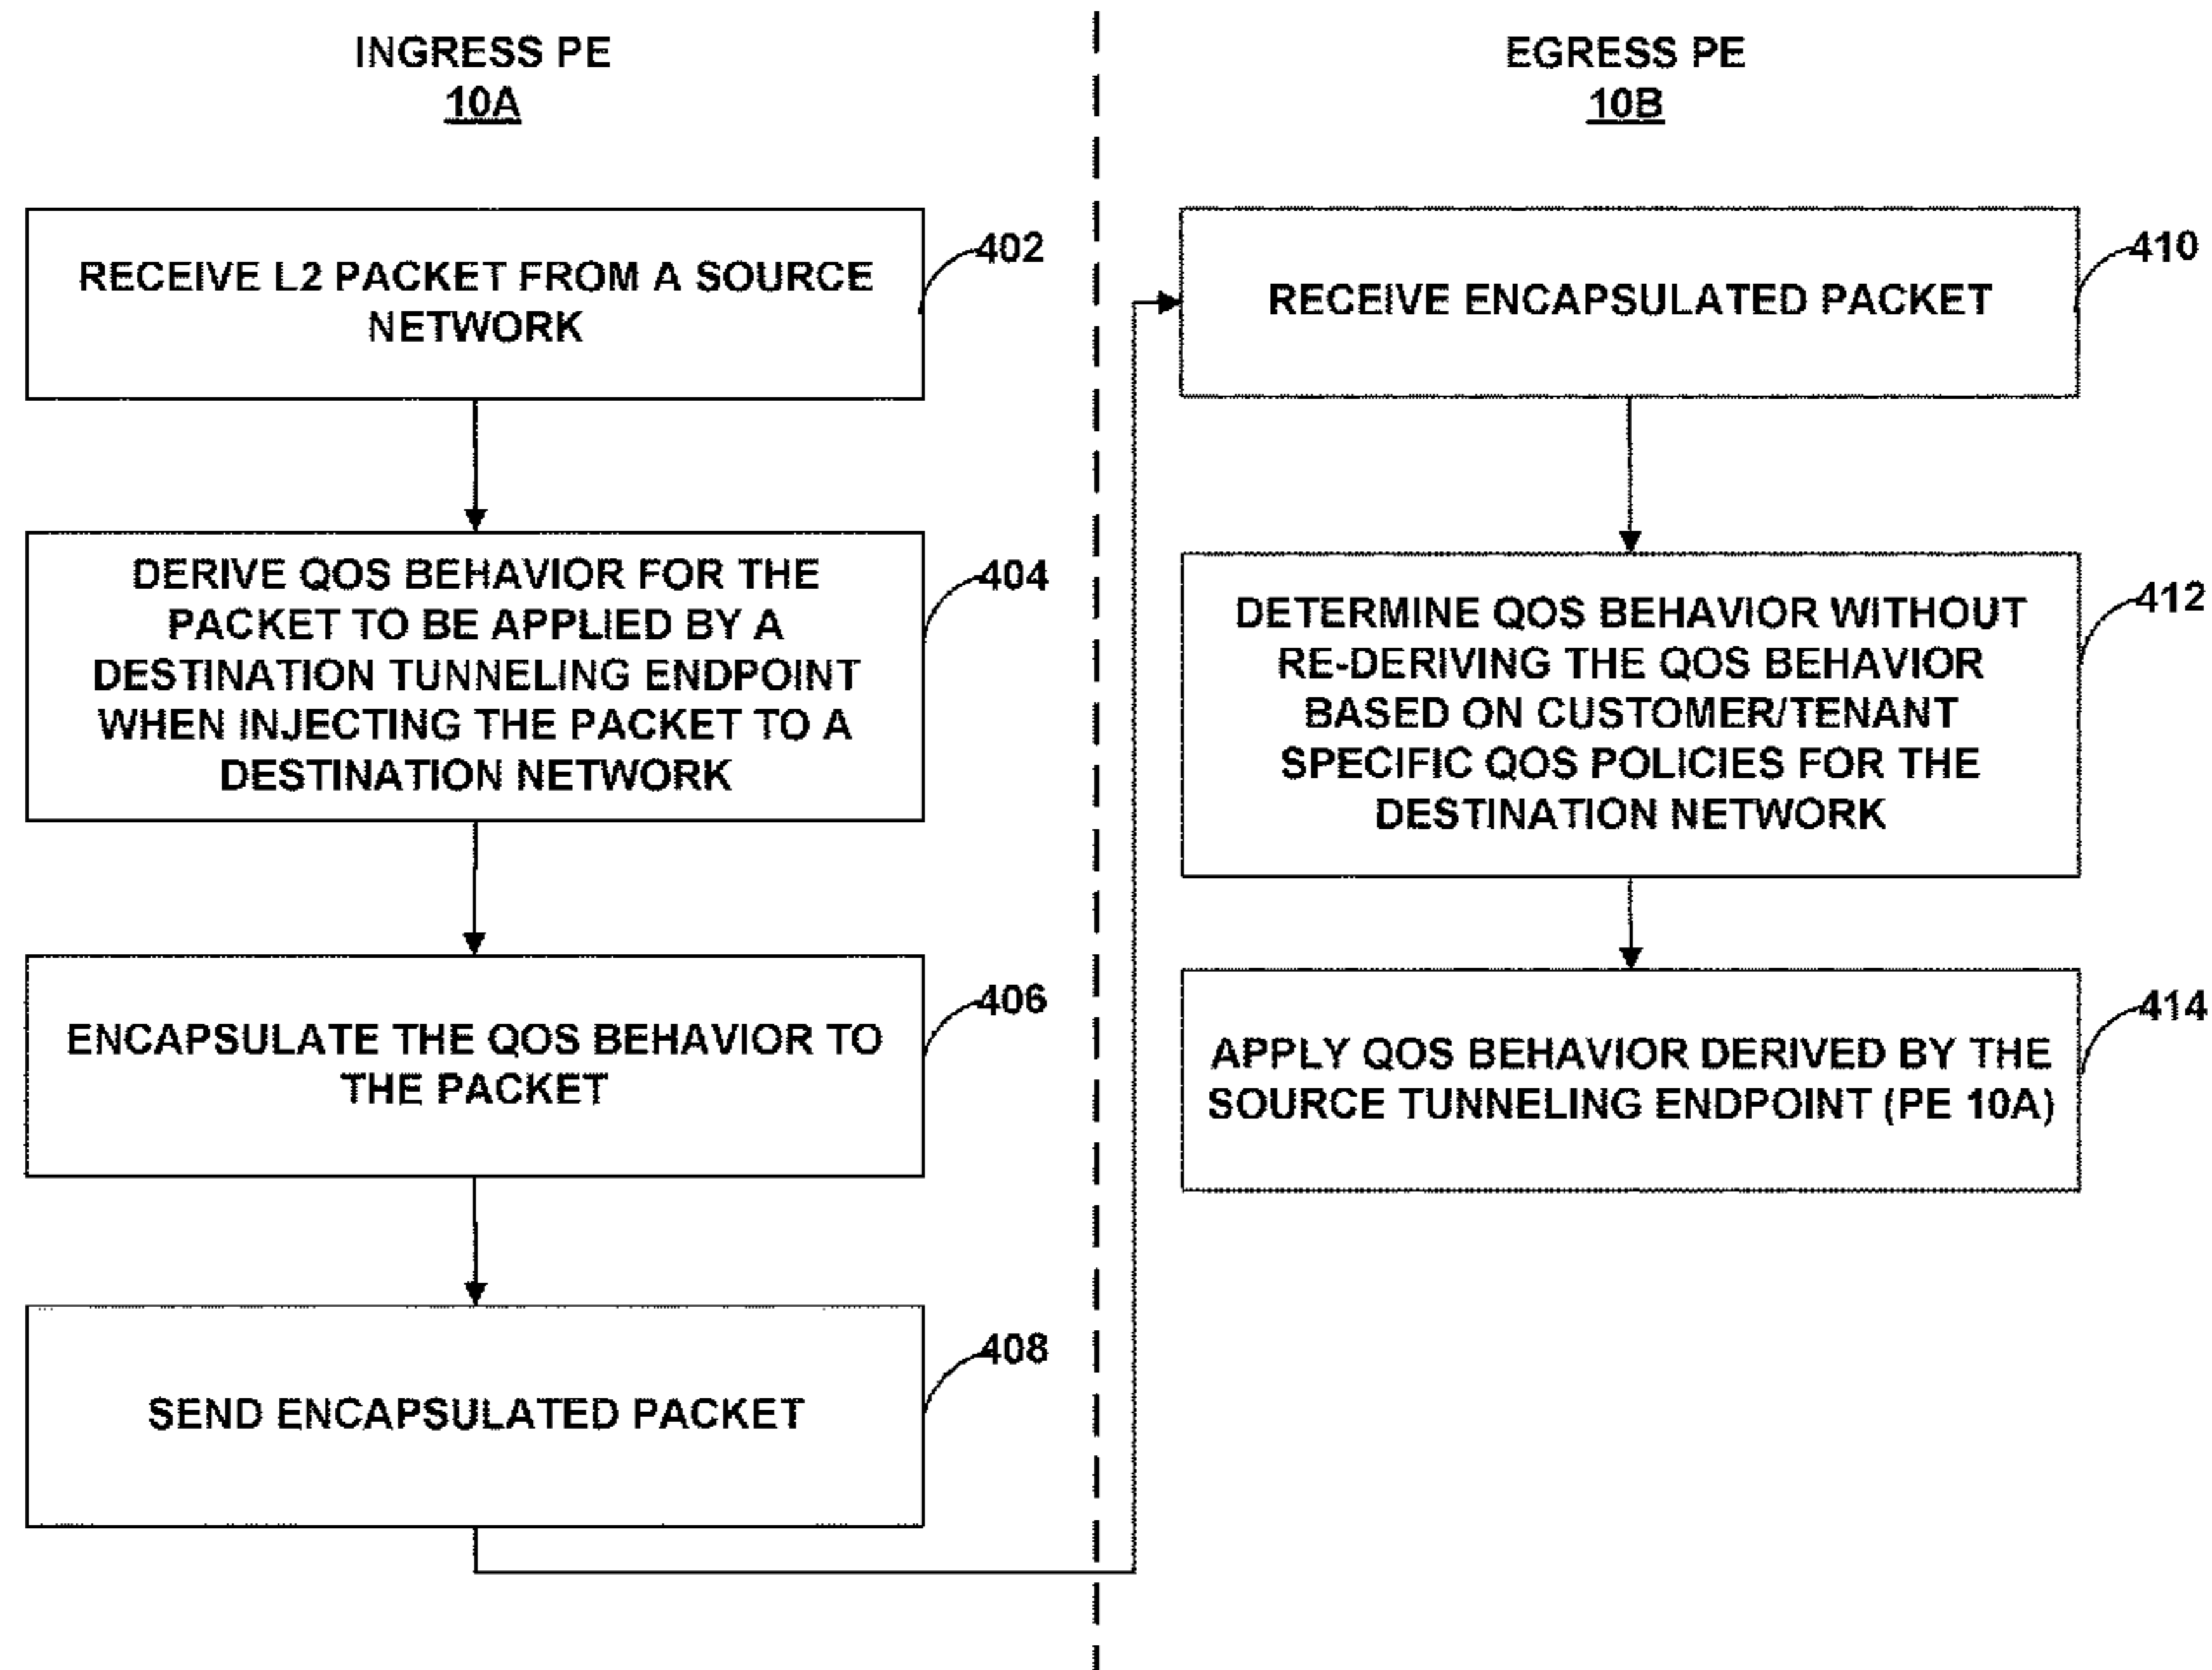 INGRESS PE
10A
RECEIVE L2 PACKET FROM A SOURCE
NETWORK
402
DERIVE QOS BEHAVIOR FOR THE
PACKET TO BE APPLIED BY A
DESTINATION TUNNELING ENDPOINT
WHEN INJECTING THE PACKET TO A
DESTINATION NETWORK
404
ENCAPSULATE THE QOS BEHAVIOR TO
THE PACKET
406
SEND ENCAPSULATED PACKET
408
EGRESS PE
10B
RECEIVE ENCAPSULATED PACKET
410
DETERMINE QOS BEHAVIOR WITHOUT
RE-DERIVING THE QOS BEHAVIOR
BASED ON CUSTOMER/TENANT
SPECIFIC QOS POLICIES FOR THE
DESTINATION NETWORK
412
APPLY QOS BEHAVIOR DERIVED BY THE
SOURCE TUNNELING ENDPOINT (PE 10A)
414